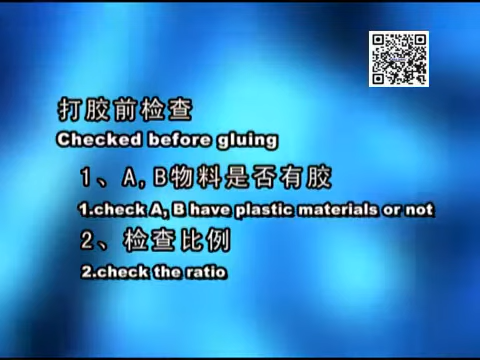 打胶前检查
Checked before gluing
1、A,B物料是否有胶
1.check A, B have plastic materials or not
2、检查比例
2.check the ratio